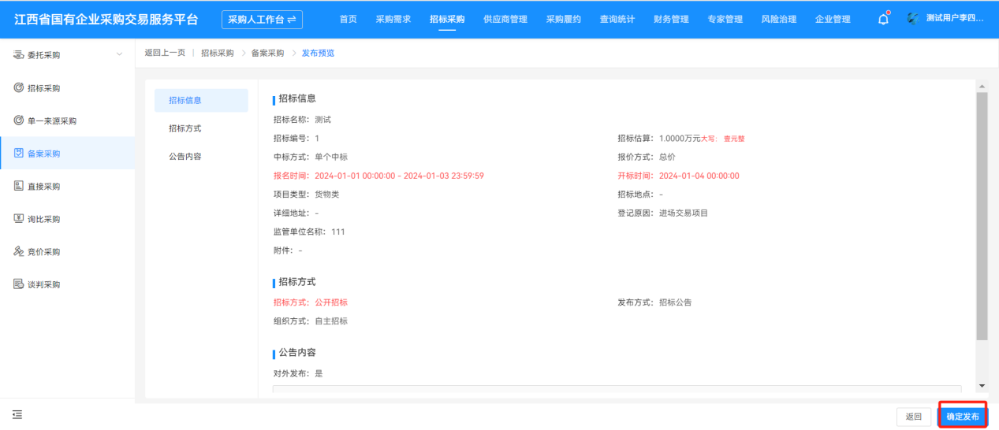 江西省国有企业采购交易服务平台
采购人工作台
首页 采购需求 招标采购 供应商管理 采购履约 查询统计 财务管理 专家管理 风险治理 企业管理
测试用户李四...
委托采购
招标采购
单一来源采购
备案采购
直接采购
询比采购
竞价采购
谈判采购
返回上一页 | 招标采购 > 备案采购 > 发布预览
招标信息
招标方式
公告内容
招标信息
招标名称: 测试
招标编号: 1
招标估算: 1.0000万元大写: 壹元整
中标方式: 单个中标
报价方式: 总价
报名时间: 2024-01-01 00:00:00 - 2024-01-03 23:59:59
开标时间: 2024-01-04 00:00:00
项目类型: 货物类
招标地点: -
详细地址: -
登记原因: 进场交易项目
监管单位名称: 111
附件: -
招标方式
招标方式: 公开招标
发布方式: 招标公告
组织方式: 自主招标
公告内容
对外发布: 是
返回
确定发布